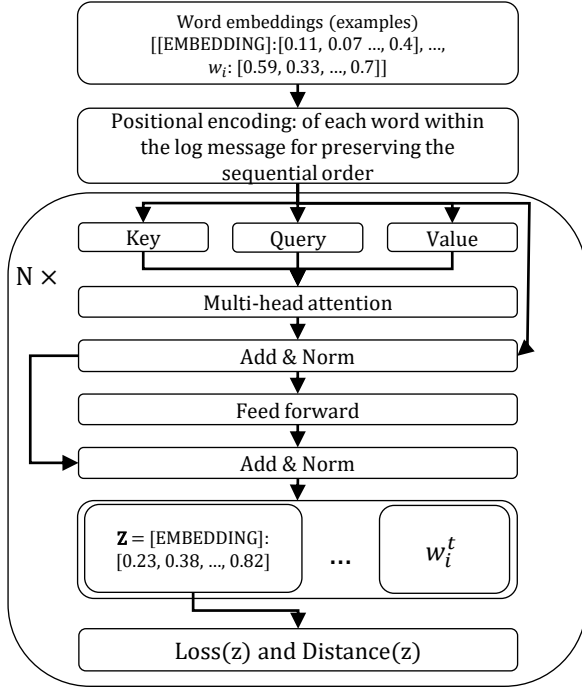 Word embeddings (examples)
[[EMBEDDING]:[0.11, 0.07 ..., 0.4], ...,
wᵢ: [0.59, 0.33, ..., 0.7]]
Positional encoding: of each word within
the log message for preserving the
sequential order
Key
Query
Value
N ×
Multi-head attention
Add & Norm
Feed forward
Add & Norm
Z = [EMBEDDING]:
[0.23, 0.38, ..., 0.82]
...
wᵢᵗ
Loss(z) and Distance(z)